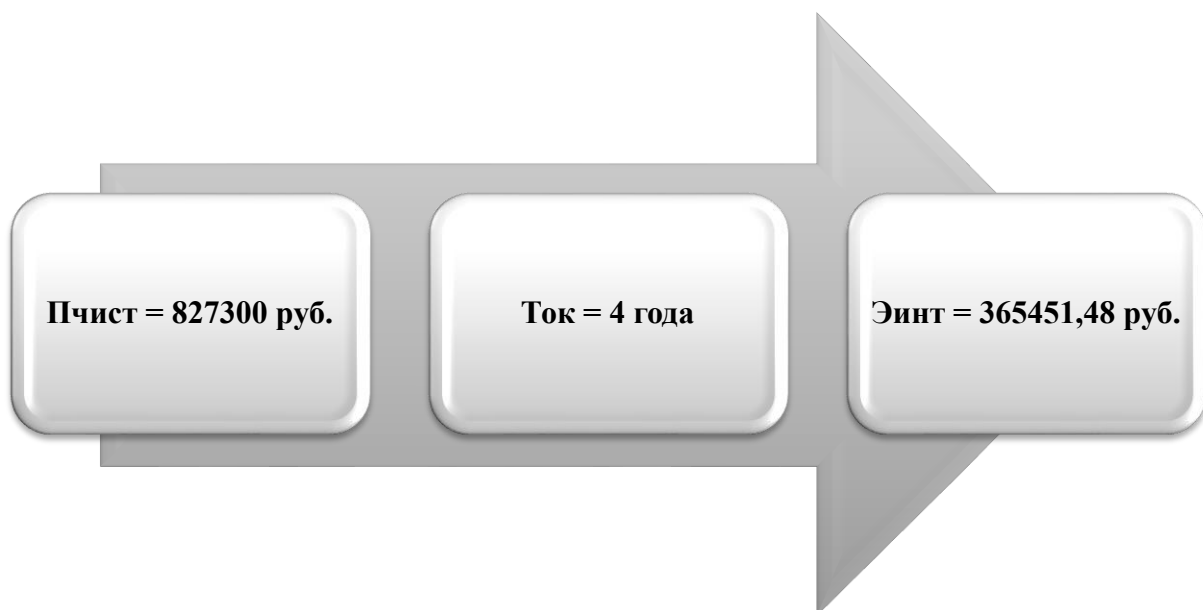 Пчист = 827300 руб.
Ток = 4 года
Эинт = 365451,48 руб.